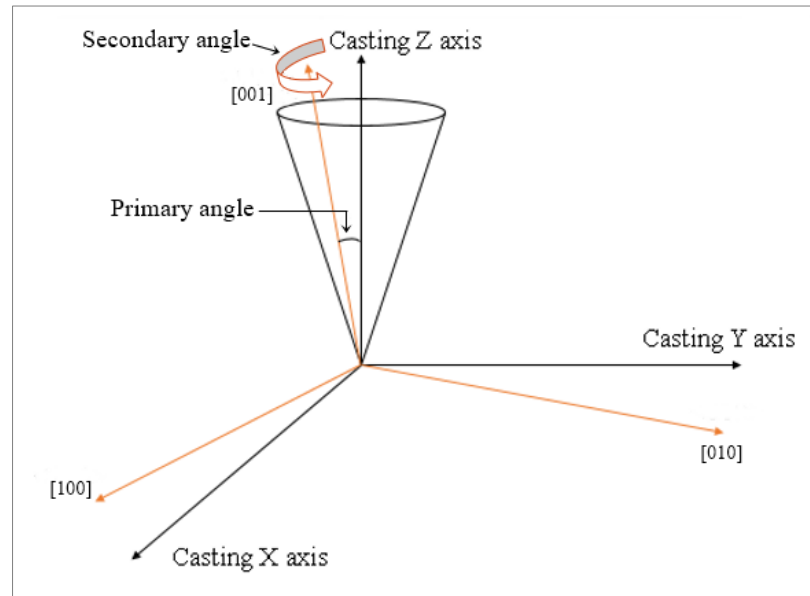 Secondary angle
Casting Z axis
[001]
Primary angle
Casting Y axis
[010]
[100]
Casting X axis